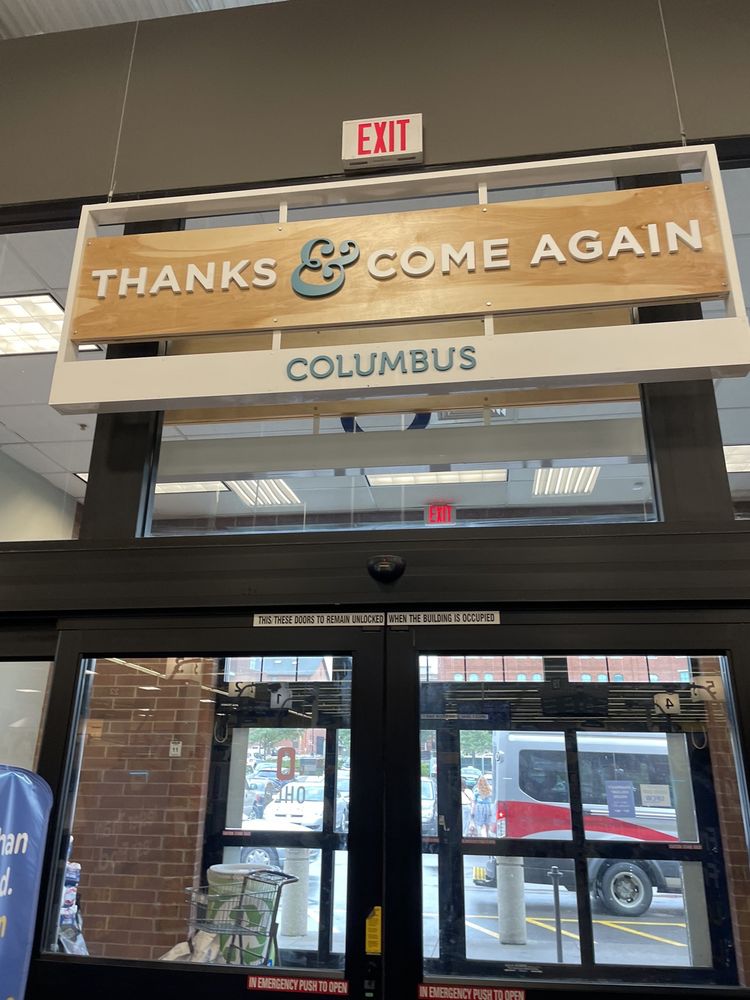 EXIT
THANKS & COME AGAIN
COLUMBUS
EXIT
THIS/THESE DOORS TO REMAIN UNLOCKED WHEN THE BUILDING IS OCCUPIED
IN EMERGENCY PUSH TO OPEN
IN EMERGENCY PUSH TO OPEN